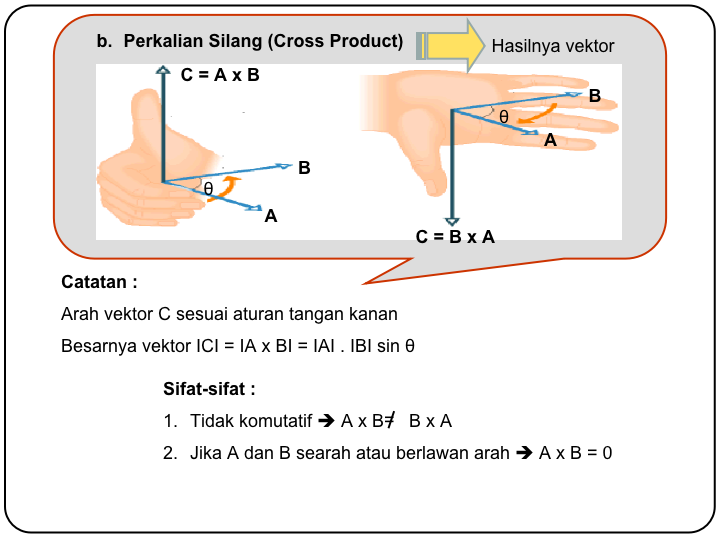 b. Perkalian Silang (Cross Product)
Hasilnya vektor
C = A x B
B
θ
A
B
θ
A
C = B x A
Catatan :
Arah vektor C sesuai aturan tangan kanan
Besarnya vektor ICI = IA x BI = IAI . IBI sin θ
Sifat-sifat :
1. Tidak komutatif ➔ A x B ≠ B x A
2. Jika A dan B searah atau berlawan arah ➔ A x B = 0